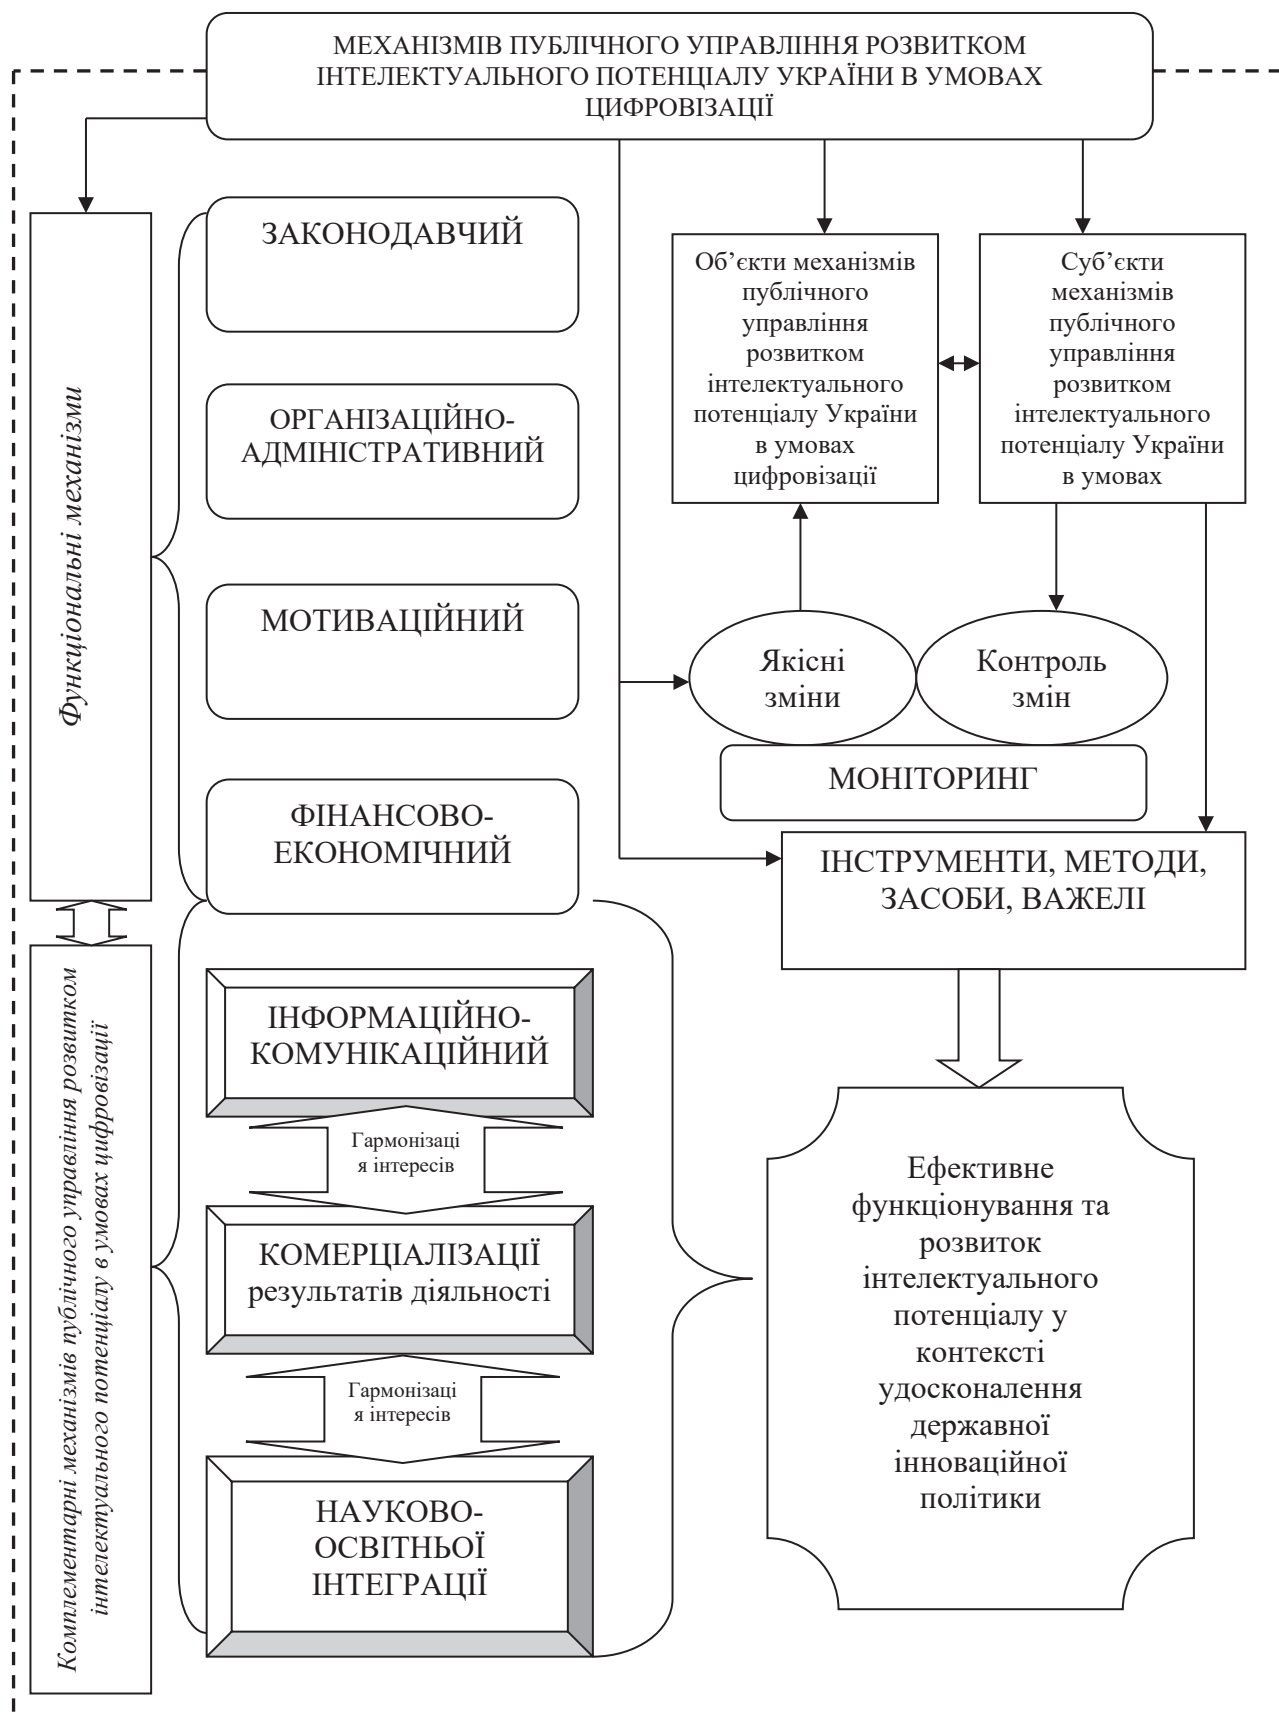 МЕХАНІЗМІВ ПУБЛІЧНОГО УПРАВЛІННЯ РОЗВИТКОМ
ІНТЕЛЕКТУАЛЬНОГО ПОТЕНЦІАЛУ УКРАЇНИ В УМОВАХ
ЦИФРОВІЗАЦІЇ
Функціональні механізми
ЗАКОНОДАВЧИЙ
ОРГАНІЗАЦІЙНО-
АДМІНІСТРАТИВНИЙ
МОТИВАЦІЙНИЙ
ФІНАНСОВО-
ЕКОНОМІЧНИЙ
Об’єкти механізмів
публічного
управління
розвитком
інтелектуального
потенціалу України
в умовах
цифровізації
Суб’єкти
механізмів
публічного
управління
розвитком
інтелектуального
потенціалу України
в умовах
Якісні
зміни
Контроль
змін
МОНІТОРИНГ
ІНСТРУМЕНТИ, МЕТОДИ,
ЗАСОБИ, ВАЖЕЛІ
Комплементарні механізмів публічного управління розвитком
інтелектуального потенціалу в умовах цифровізації
ІНФОРМАЦІЙНО-
КОМУНІКАЦІЙНИЙ
Гармонізаці
я інтересів
КОМЕРЦІАЛІЗАЦІЇ
результатів діяльності
Гармонізаці
я інтересів
НАУКОВО-
ОСВІТНЬОЇ
ІНТЕГРАЦІЇ
Ефективне
функціонування та
розвиток
інтелектуального
потенціалу у
контексті
удосконалення
державної
інноваційної
політики